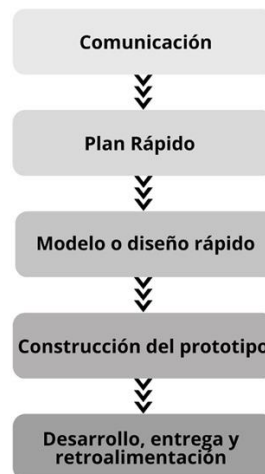 Comunicación
Plan Rápido
Modelo o diseño rápido
Construcción del prototipo
Desarrollo, entrega y
retroalimentación